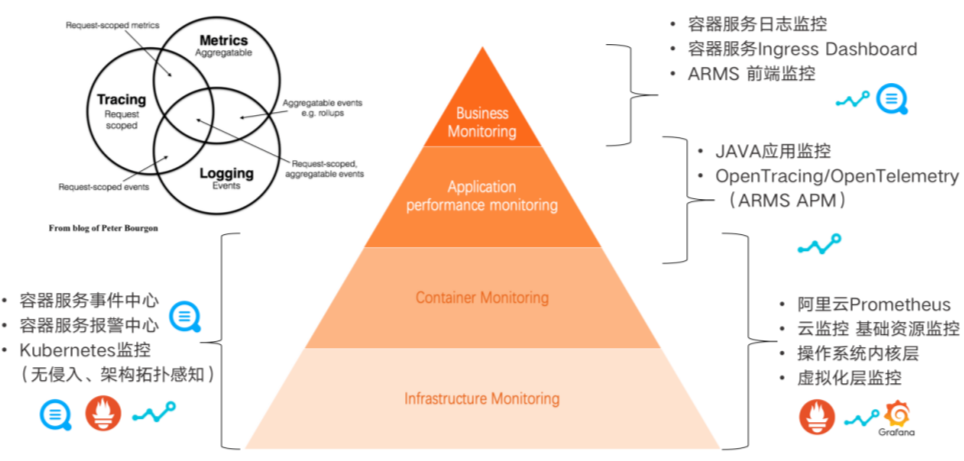 Request-scoped metrics
Metrics
Aggregatable
Tracing
Request
scoped
Aggregatable events
e.g. rollups
Logging
Events
Request-scoped,
aggregatable events
Request-scoped events
From blog of Peter Bourgon
Business
Monitoring
Application
performance monitoring
Container Monitoring
Infrastructure Monitoring
• 容器服务日志监控
• 容器服务Ingress Dashboard
• ARMS 前端监控
• JAVA应用监控
• OpenTracing/OpenTelemetry
（ARMS APM）
• 容器服务事件中心
• 容器服务报警中心
• Kubernetes监控
（无侵入、架构拓扑感知）
• 阿里云Prometheus
• 云监控 基础资源监控
• 操作系统内核层
• 虚拟化层监控
Grafana